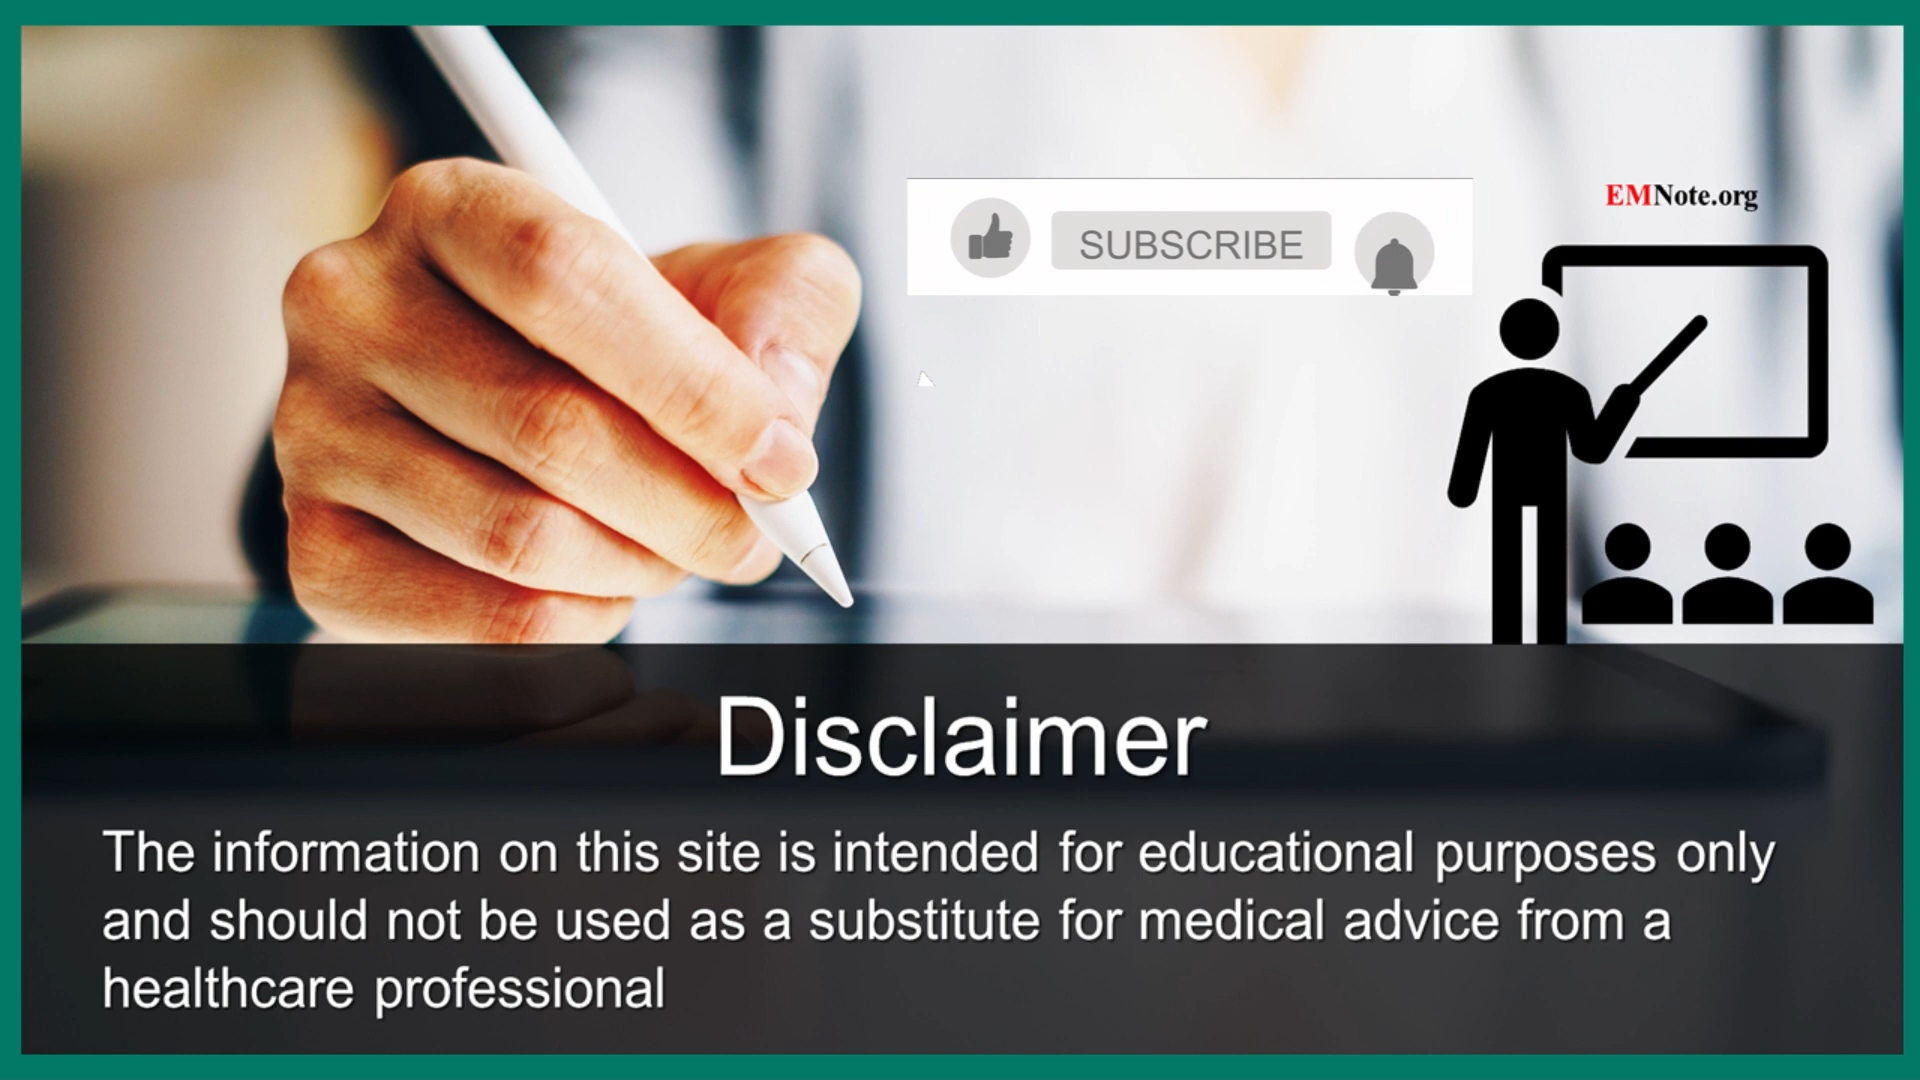 EMNote.org
SUBSCRIBE
Disclaimer
The information on this site is intended for educational purposes only
and should not be used as a substitute for medical advice from a
healthcare professional